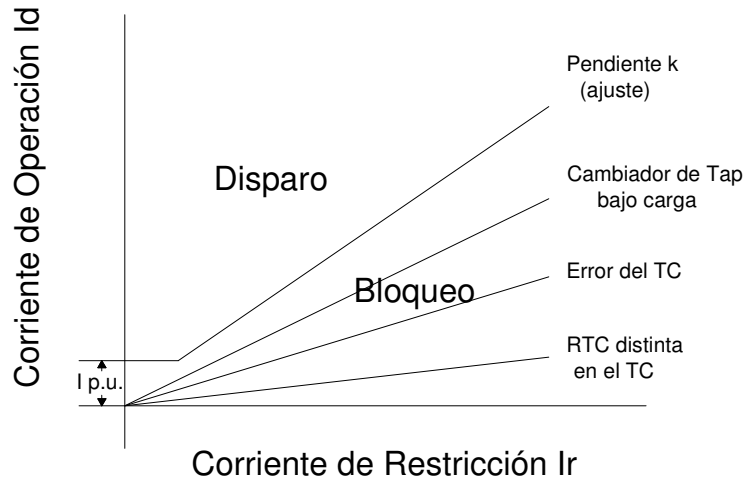 Corriente de Operación Id
Pendiente k
(ajuste)
Disparo
Cambiador de Tap
bajo carga
Bloqueo
Error del TC
RTC distinta
en el TC
I p.u.
Corriente de Restricción Ir